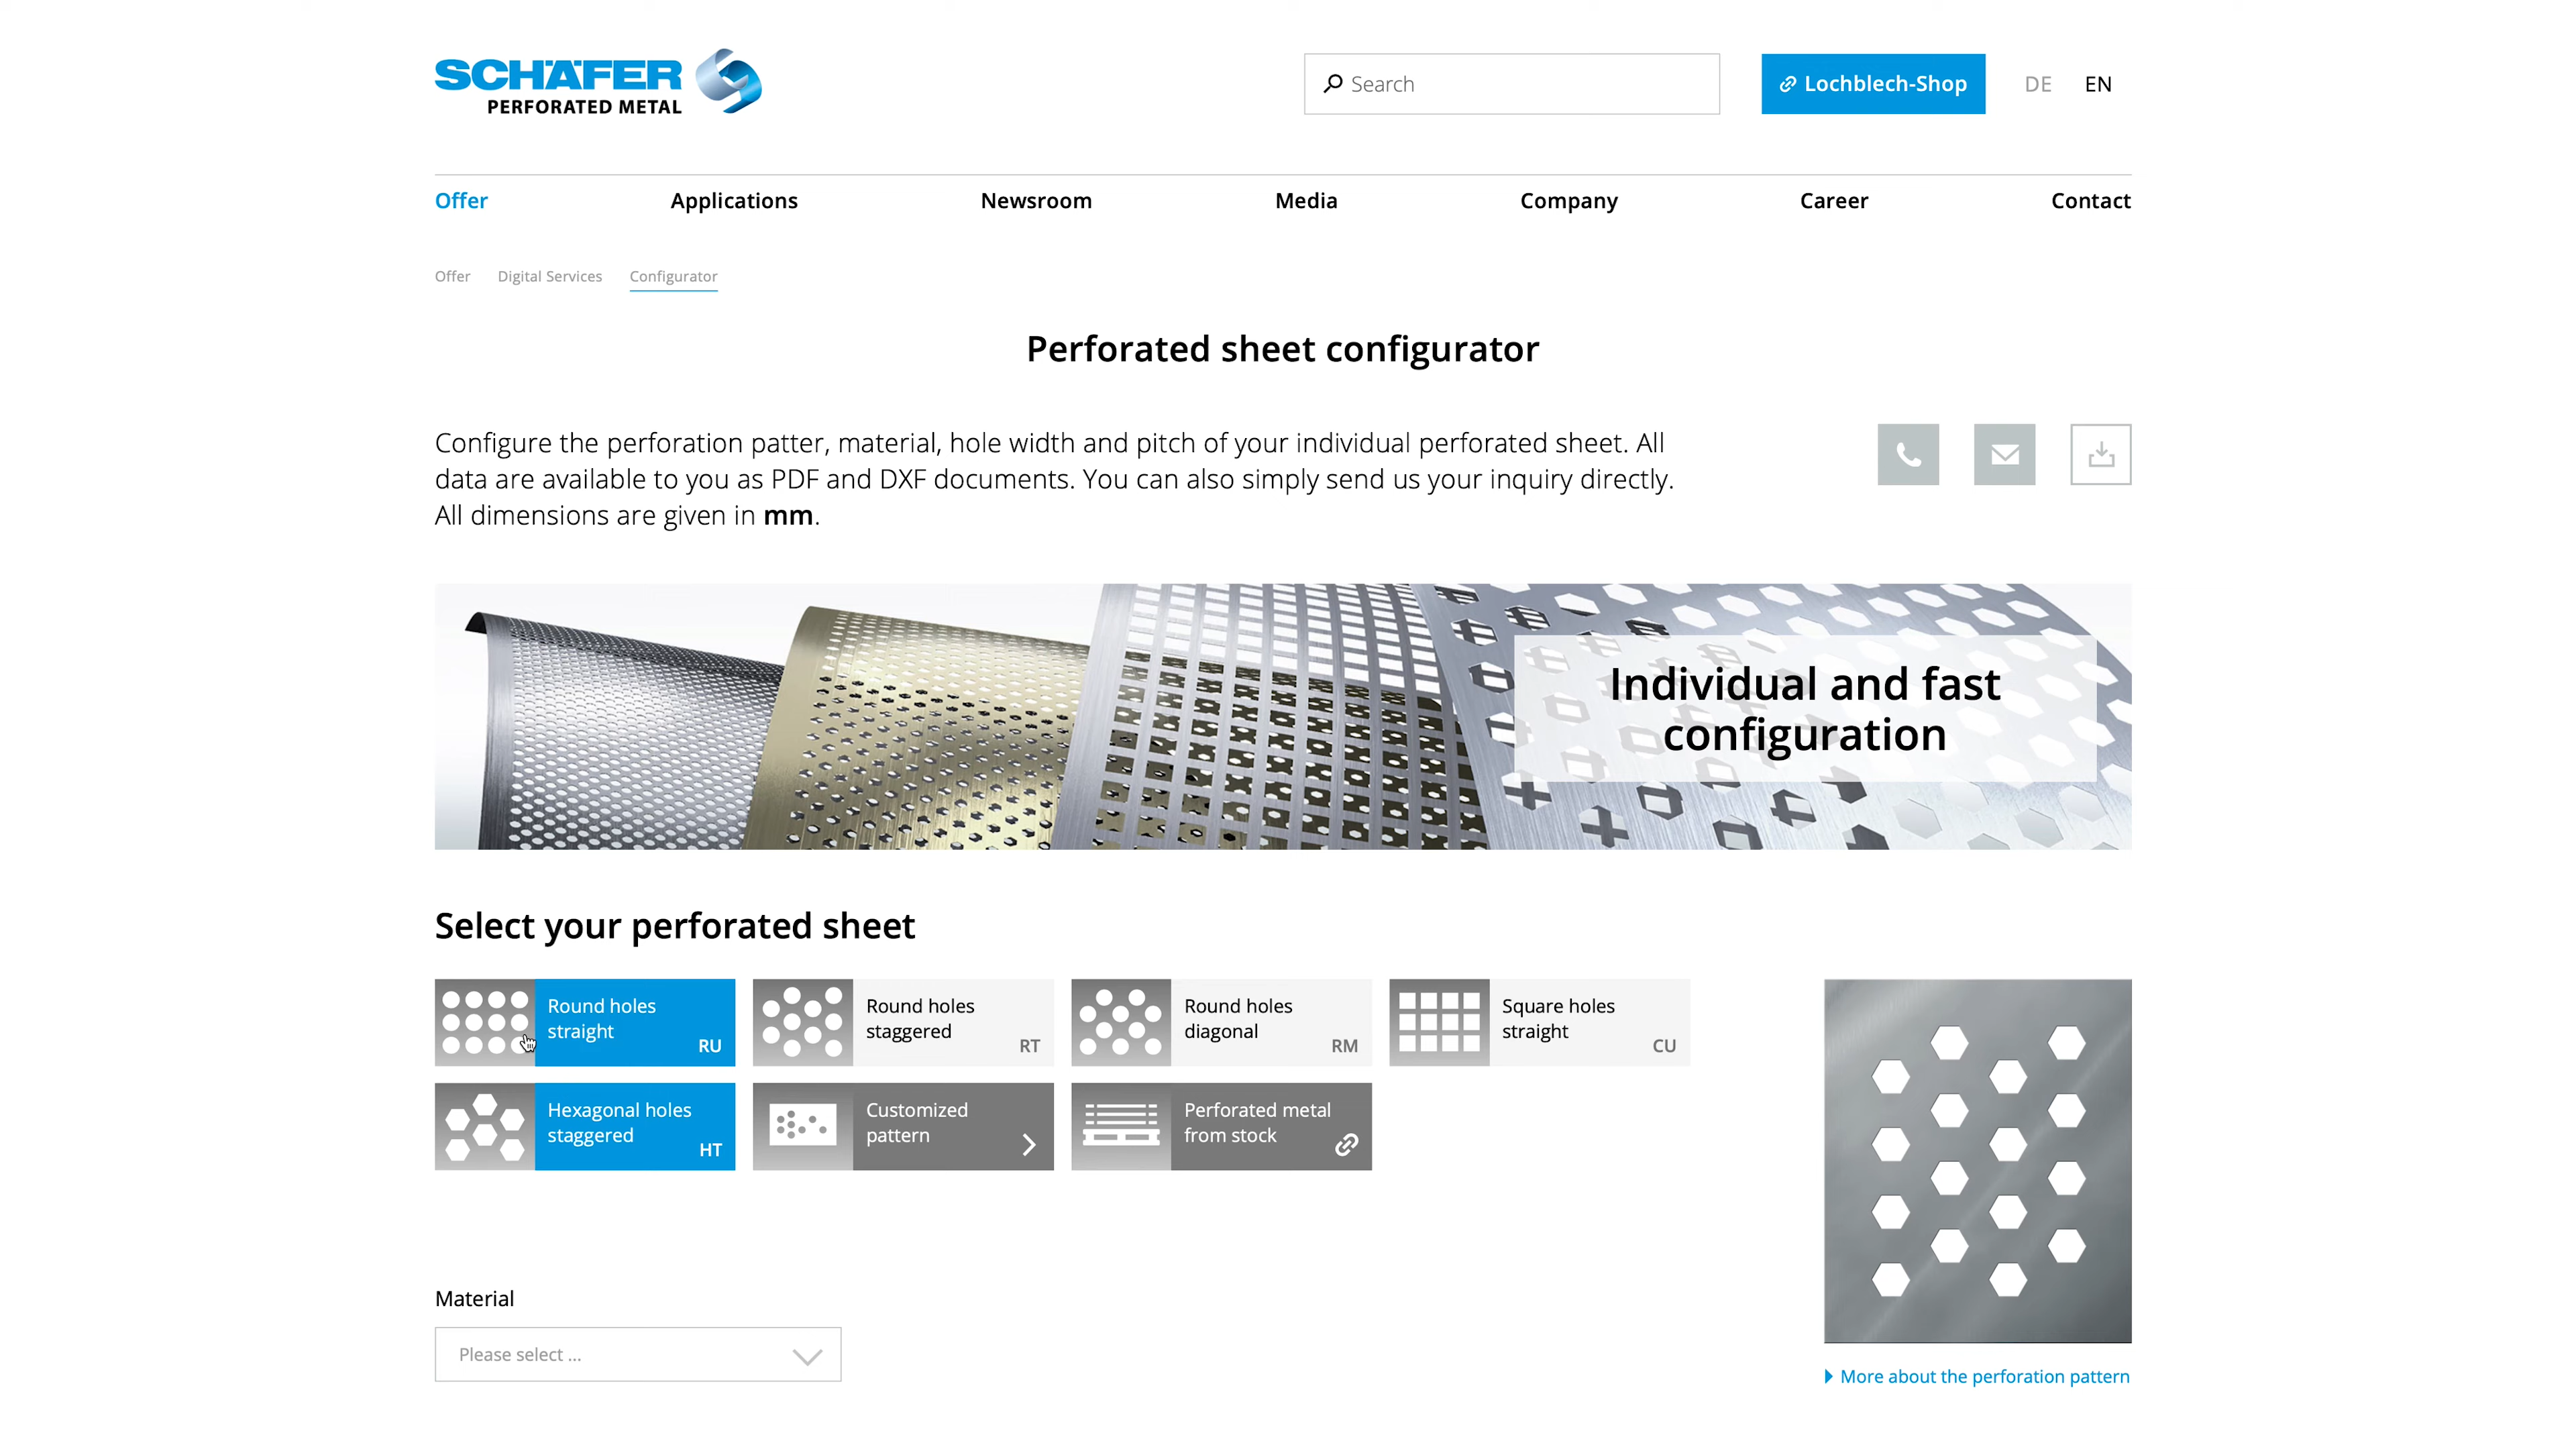 SCHÄFER
PERFORATED METAL
Search
Lochblech-Shop
DE
EN
Offer
Applications
Newsroom
Media
Company
Career
Contact
Offer
Digital Services
Configurator
Perforated sheet configurator
Configure the perforation patter, material, hole width and pitch of your individual perforated sheet. All
data are available to you as PDF and DXF documents. You can also simply send us your inquiry directly.
All dimensions are given in mm.
Individual and fast
configuration
Select your perforated sheet
Round holes
straight
RU
Round holes
staggered
RT
Round holes
diagonal
RM
Square holes
straight
CU
Hexagonal holes
staggered
HT
Customized
pattern
Perforated metal
from stock
Material
Please select ...
More about the perforation pattern